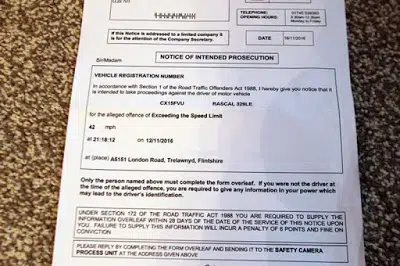 TELEPHONE:
OPENING HOURS:
Monday to Friday
If this Notice is addressed to a limited company it
is for the attention of the Company Secretary.
DATE
/11/2016
Sir/Madam
NOTICE OF INTENDED PROSECUTION
VEHICLE REGISTRATION NUMBER
In accordance with Section 1 of the Road Traffic Offenders Act 1988, I hereby give you notice that it
is intended to take proceedings against the driver of motor vehicle
CX15FVU RASCAL 329LE
for the alleged offence of Exceeding the Speed Limit
42 mph
at 21:18:12 on 12/11/2016
at (place) A5151 London Road, Trelawnyd, Flintshire
Only the person named above must complete the form overleaf. If you were not the driver at
the time of the alleged offence, you are required to give any information in your power which
may lead to the driver's identification.
UNDER SECTION 172 OF THE ROAD TRAFFIC ACT 1988 YOU ARE REQUIRED TO SUPPLY THE
INFORMATION OVERLEAF WITHIN 28 DAYS OF THE DATE OF THE SERVICE OF THIS NOTICE UPON
YOU. FAILURE TO SUPPLY THIS INFORMATION WILL INCUR A PENALTY OF 6 POINTS AND FINE ON
CONVICTION
PLEASE REPLY BY COMPLETING THE FORM OVERLEAF AND SENDING IT TO THE SAFETY CAMERA
PROCESS UNIT AT THE ADDRESS GIVEN ABOVE